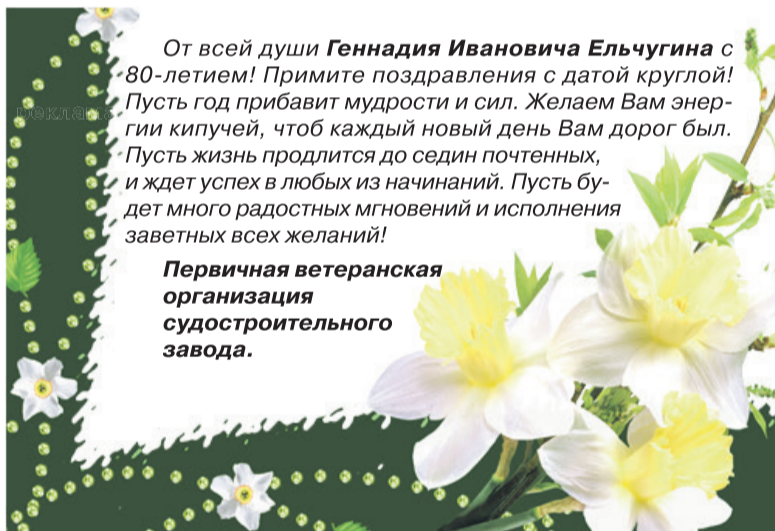 От всей души Геннадия Ивановича Ельчугина с
80-летием! Примите поздравления с датой круглой!
Пусть год прибавит мудрости и сил. Желаем Вам энер-
гии кипучей, чтоб каждый новый день Вам дорог был.
Пусть жизнь продлится до седин почтенных,
и ждет успех в любых из начинаний. Пусть бу-
дет много радостных мгновений и исполнения
заветных всех желаний!
Первичная ветеранская
организация
судостроительного
завода.
реклама